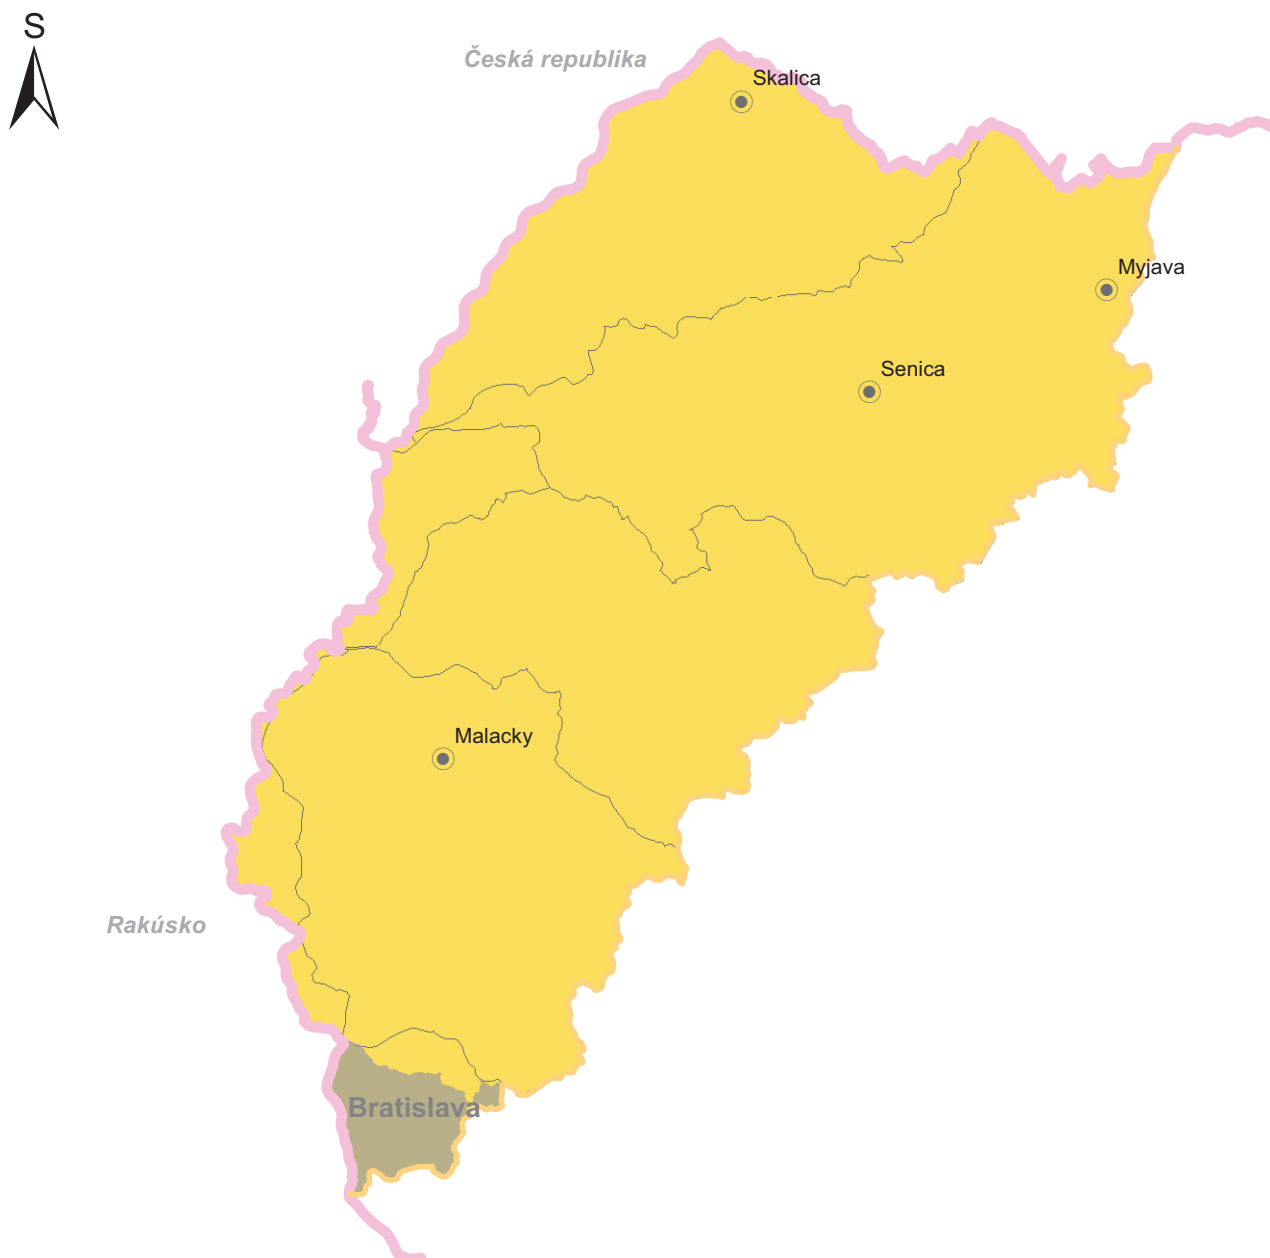 S
Česká republika
Skalica
Myjava
Senica
Malacky
Rakúsko
Bratislava